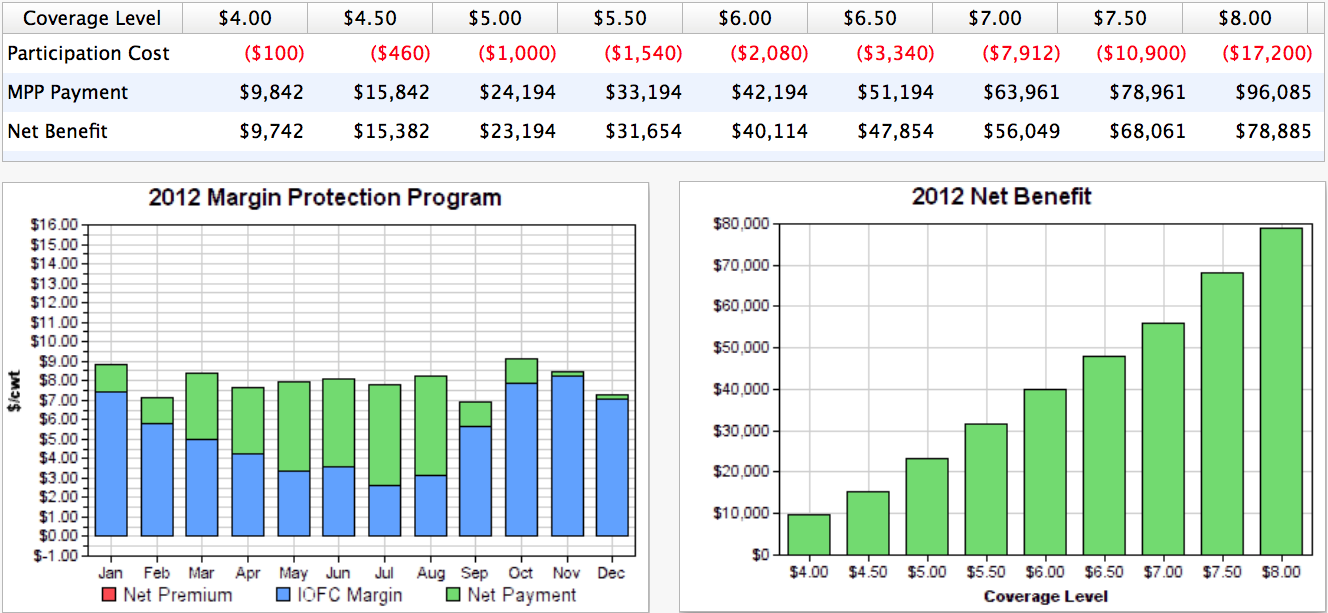 Coverage Level $4.00 $4.50 $5.00 $5.50 $6.00 $6.50 $7.00 $7.50 $8.00
Participation Cost ($100) ($460) ($1,000) ($1,540) ($2,080) ($3,340) ($7,912) ($10,900) ($17,200)
MPP Payment $9,842 $15,842 $24,194 $33,194 $42,194 $51,194 $63,961 $78,961 $96,085
Net Benefit $9,742 $15,382 $23,194 $31,654 $40,114 $47,854 $56,049 $68,061 $78,885
2012 Margin Protection Program
$16.00
$15.00
$14.00
$13.00
$12.00
$11.00
$10.00
$9.00
$8.00
$7.00
$6.00
$5.00
$4.00
$3.00
$2.00
$1.00
$0.00
$-1.00
$/cwt
Jan Feb Mar Apr May Jun Jul Aug Sep Oct Nov Dec
Net Premium IOFC Margin Net Payment
2012 Net Benefit
$80,000
$70,000
$60,000
$50,000
$40,000
$30,000
$20,000
$10,000
$0
$4.00 $4.50 $5.00 $5.50 $6.00 $6.50 $7.00 $7.50 $8.00
Coverage Level